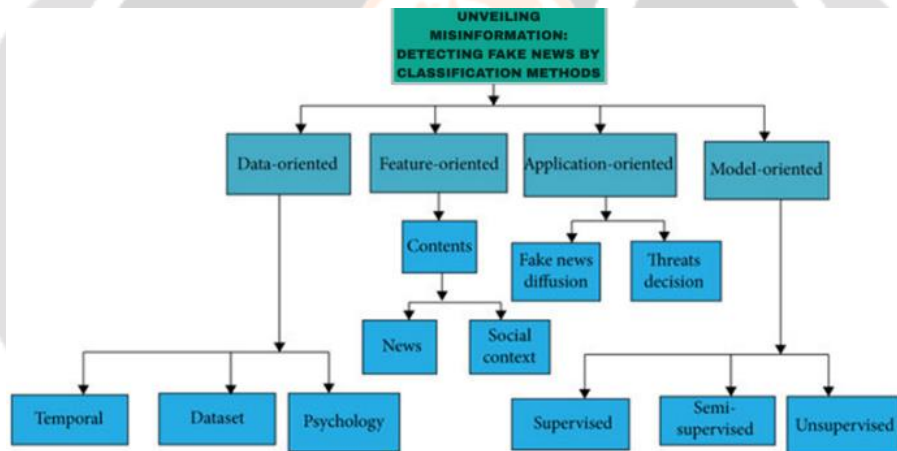 UNVEILING
MISINFORMATION:
DETECTING FAKE NEWS BY
CLASSIFICATION METHODS
Data-oriented
Feature-oriented
Application-oriented
Model-oriented
Contents
Fake news
diffusion
Threats
decision
News
Social
context
Temporal
Dataset
Psychology
Supervised
Semi-
supervised
Unsupervised